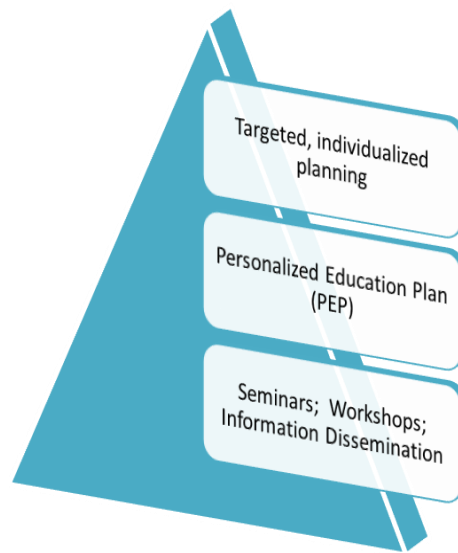 Targeted, individualized
planning
Personalized Education Plan
(PEP)
Seminars; Workshops;
Information Dissemination